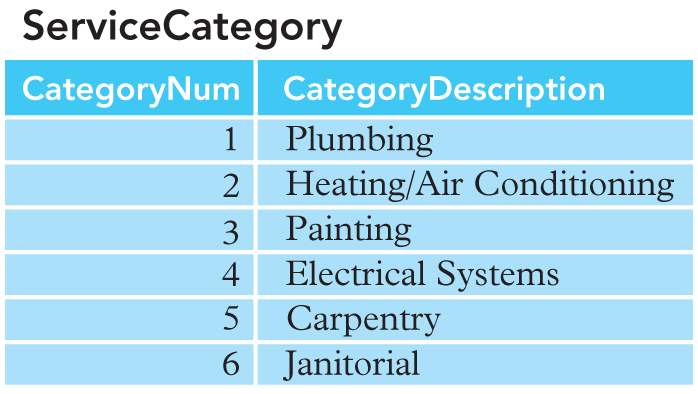 ServiceCategory
CategoryNum CategoryDescription
1 Plumbing
2 Heating/Air Conditioning
3 Painting
4 Electrical Systems
5 Carpentry
6 Janitorial